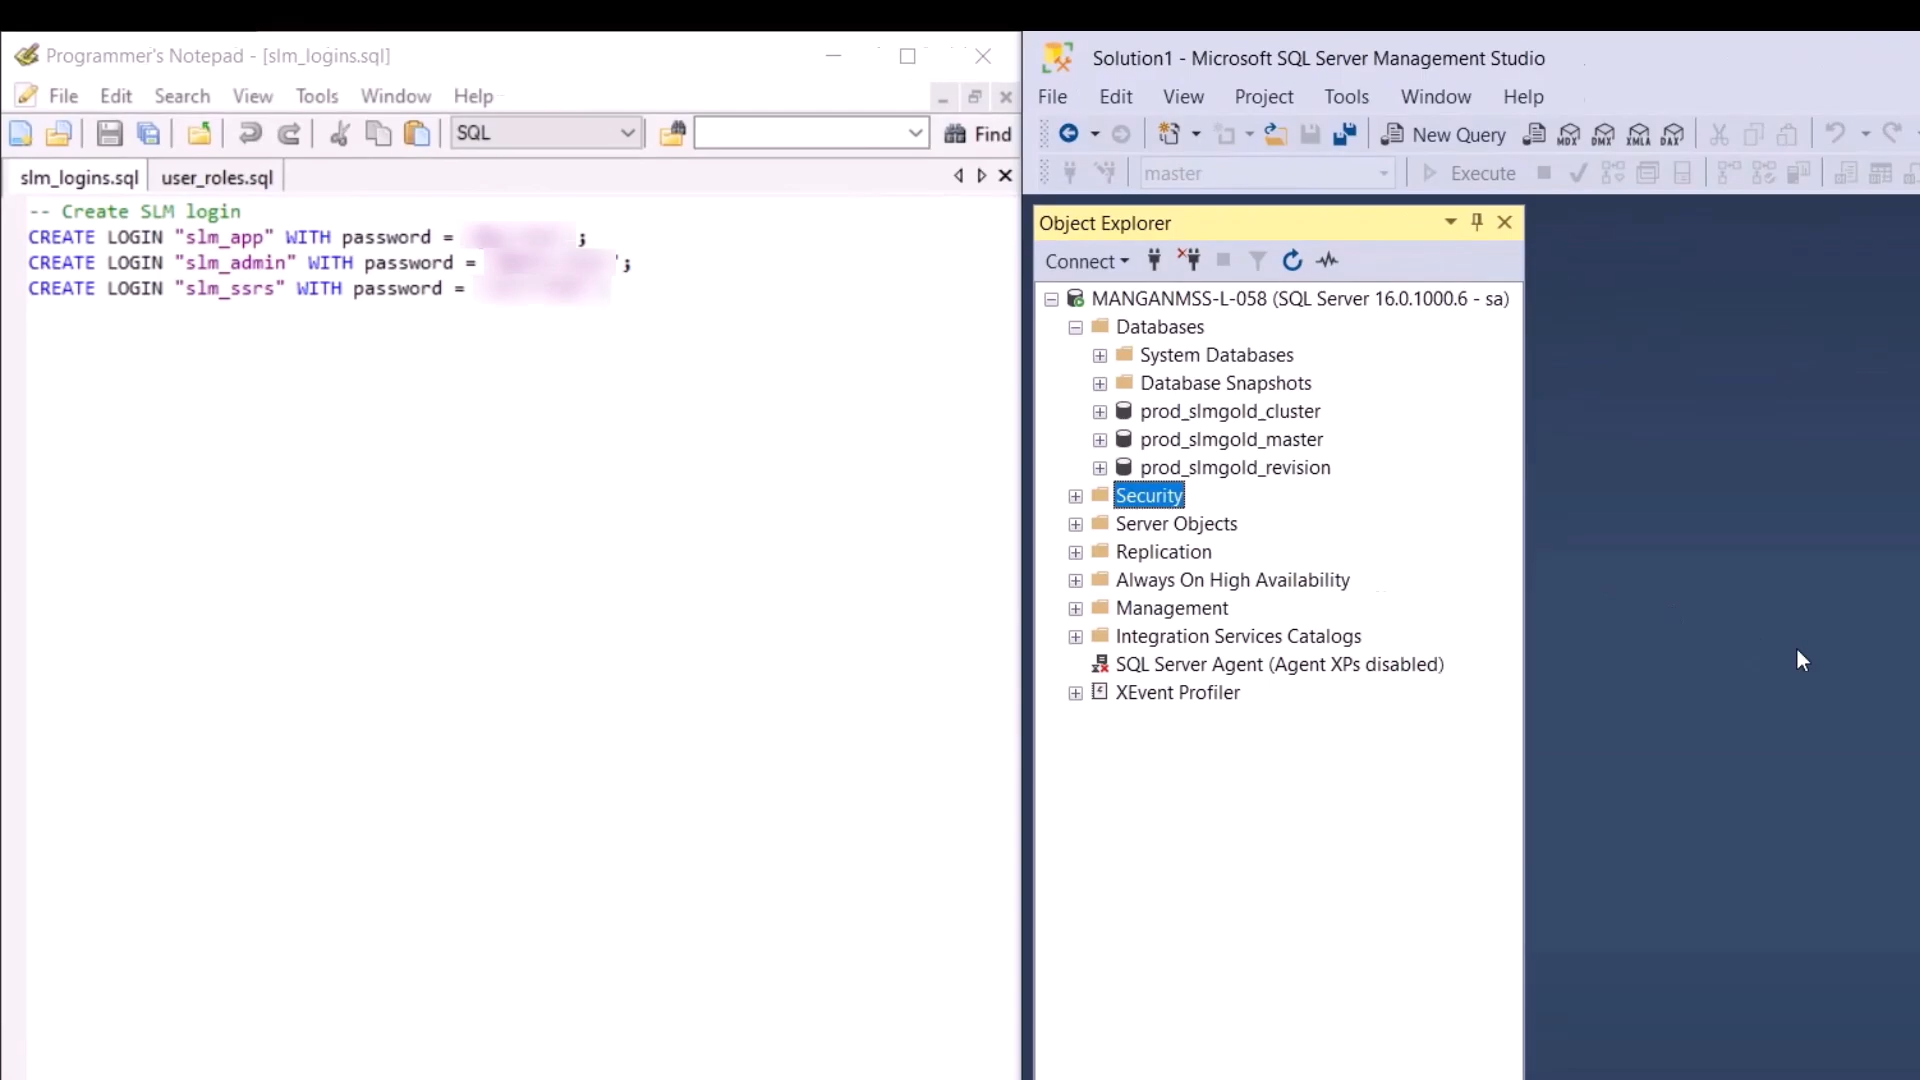 Programmer's Notepad - [slm_logins.sql]
File Edit Search View Tools Window Help
SQL
Find
slm_logins.sql user_roles.sql
-- Create SLM login
CREATE LOGIN "slm_app" WITH password = ;
CREATE LOGIN "slm_admin" WITH password = ';
CREATE LOGIN "slm_ssrs" WITH password =
Solution1 - Microsoft SQL Server Management Studio
File Edit View Project Tools Window Help
New Query MDX DMX XMLA DAX
master Execute
Object Explorer
Connect
MANGANMSS-L-058 (SQL Server 16.0.1000.6 - sa)
Databases
System Databases
Database Snapshots
prod_slmgold_cluster
prod_slmgold_master
prod_slmgold_revision
Security
Server Objects
Replication
Always On High Availability
Management
Integration Services Catalogs
SQL Server Agent (Agent XPs disabled)
XEvent Profiler